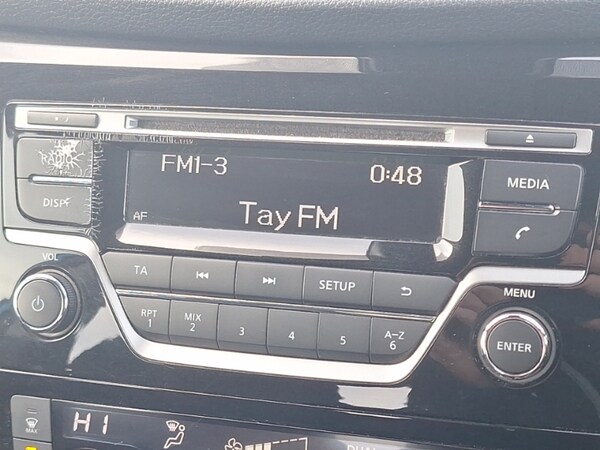 RADIO
DISP
FM1-3 0:48
AF Tay FM
MEDIA
VOL
TA SETUP
MENU
RPT 1 MIX 2 3 4 5 A-Z 6
ENTER
MAX
HI